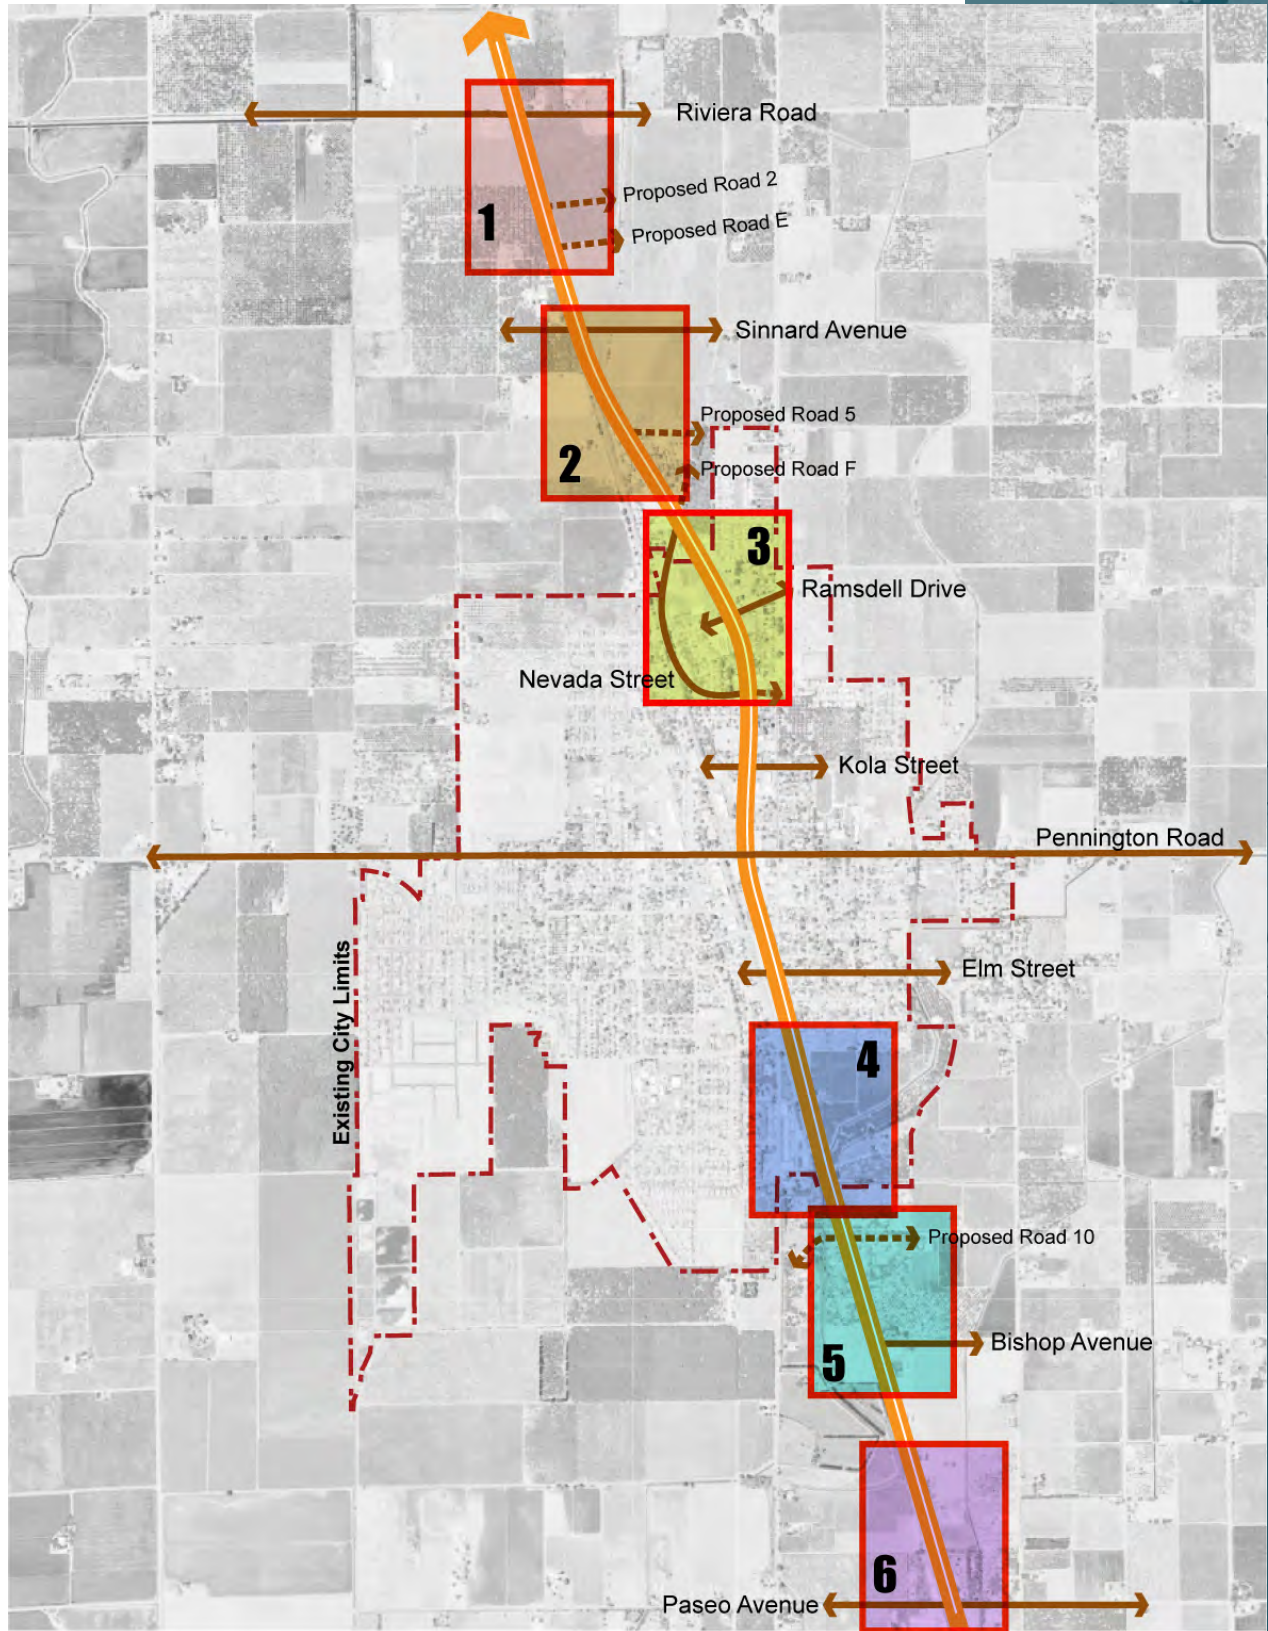 Riviera Road
Proposed Road 2
1
Proposed Road E
Sinnard Avenue
Proposed Road 5
2
Proposed Road F
3
Ramsdell Drive
Nevada Street
Kola Street
Pennington Road
Existing City Limits
Elm Street
4
Proposed Road 10
Bishop Avenue
5
6
Paseo Avenue